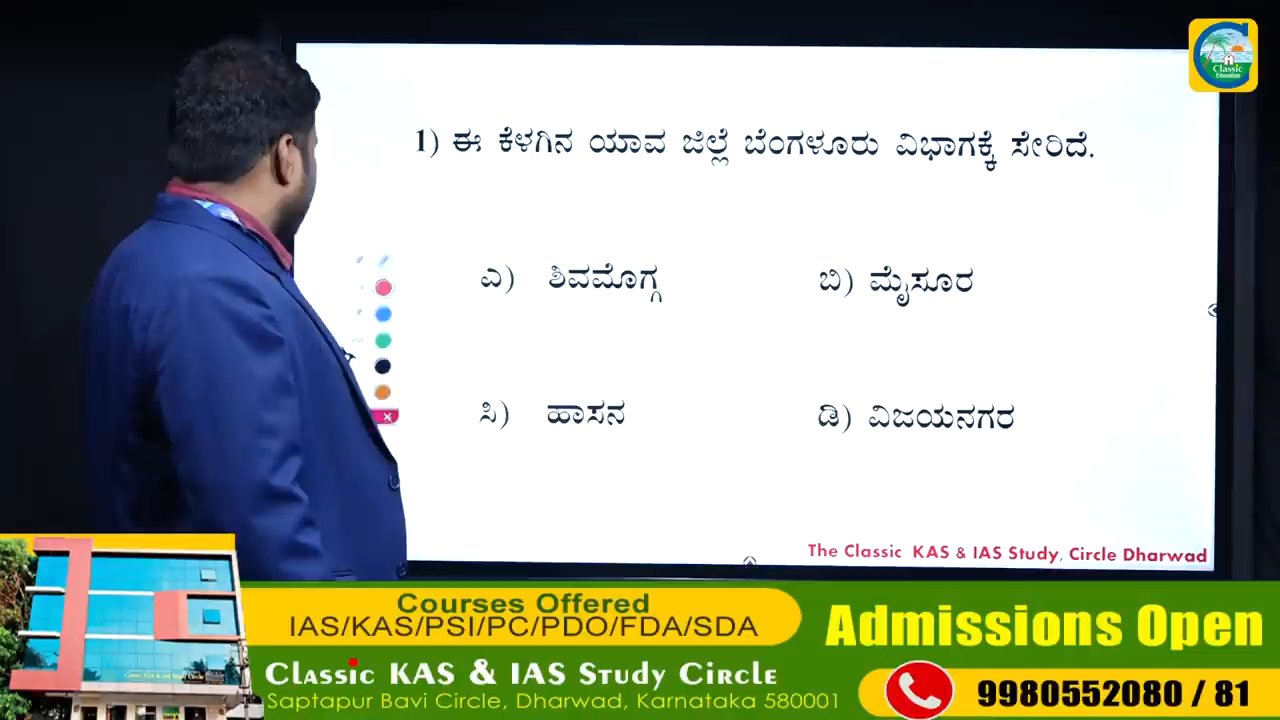 Classic
Education
1) ಈ ಕೆಳಗಿನ ಯಾವ ಜಿಲ್ಲೆ ಬೆಂಗಳೂರು ವಿಭಾಗಕ್ಕೆ ಸೇರಿದೆ.
ಎ) ಶಿವಮೊಗ್ಗ
ಬಿ) ಮೈಸೂರ
ಸಿ) ಹಾಸನ
ಡಿ) ವಿಜಯನಗರ
The Classic KAS & IAS Study, Circle Dharwad
Courses Offered
IAS/KAS/PSI/PC/PDO/FDA/SDA
Admissions Open
Classic KAS & IAS Study Circle
Saptapur Bavi Circle, Dharwad, Karnataka 580001
9980552080 / 81